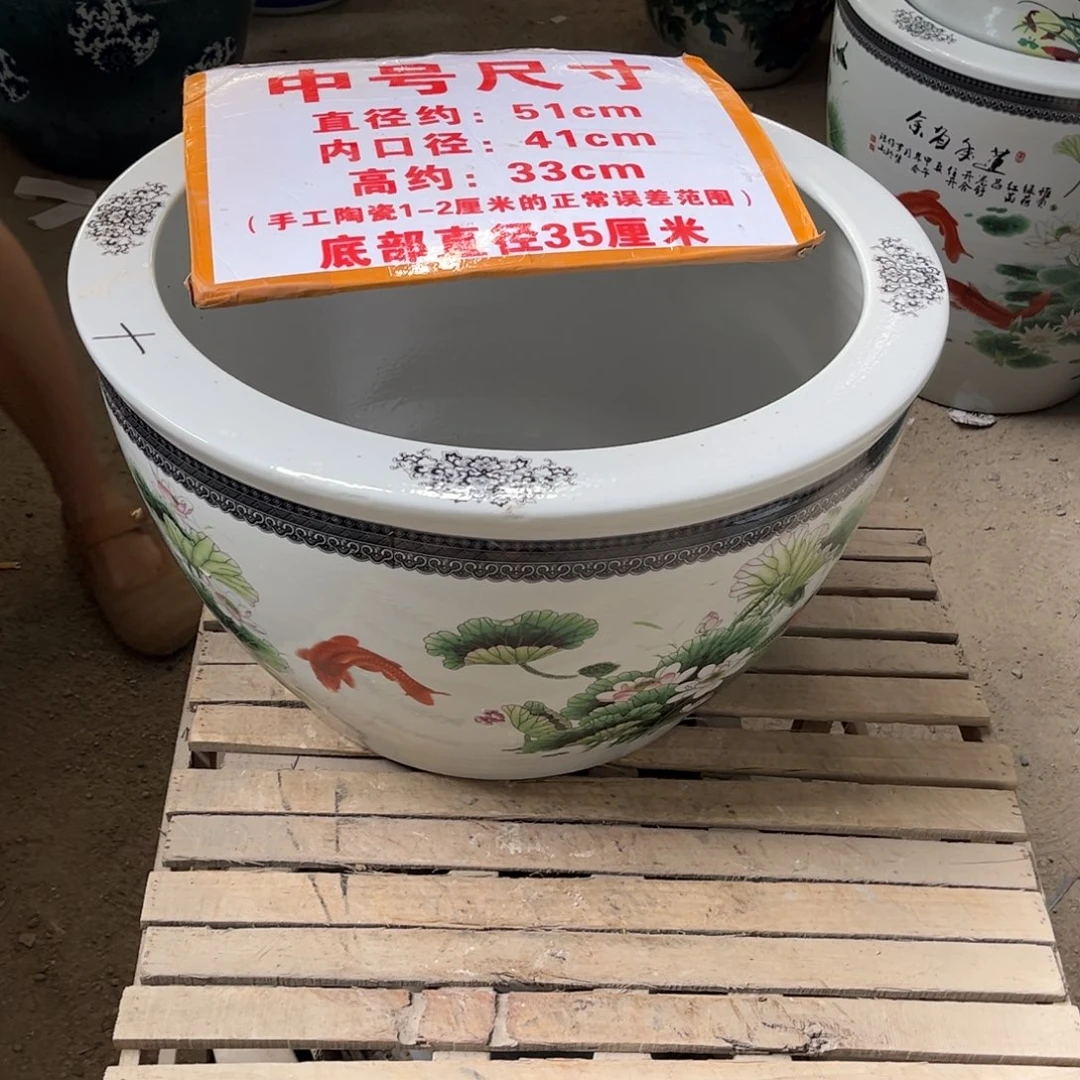 中号尺寸
直径约：51cm
内口径：41cm
高约：33cm
（手工陶瓷1-2厘米的正常误差范围）
底部直径35厘米